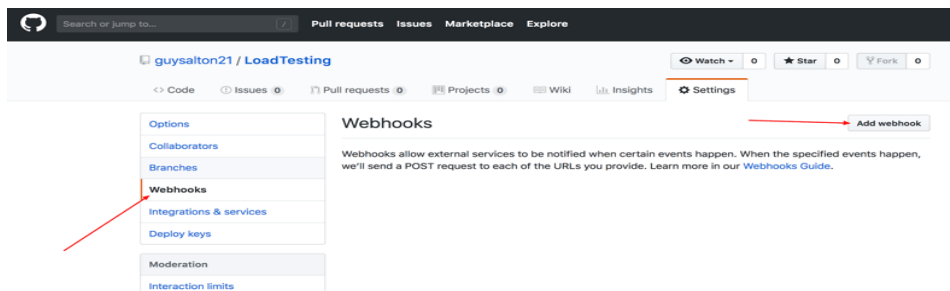 Search or jump to... / Pull requests Issues Marketplace Explore
guysalton21 / LoadTesting Watch 0 Star 0 Fork 0
Code Issues 0 Pull requests 0 Projects 0 Wiki Insights Settings
Options
Collaborators
Branches
Webhooks
Integrations & services
Deploy keys
Moderation
Interaction limits
Webhooks Add webhook
Webhooks allow external services to be notified when certain events happen. When the specified events happen,
we'll send a POST request to each of the URLs you provide. Learn more in our Webhooks Guide.